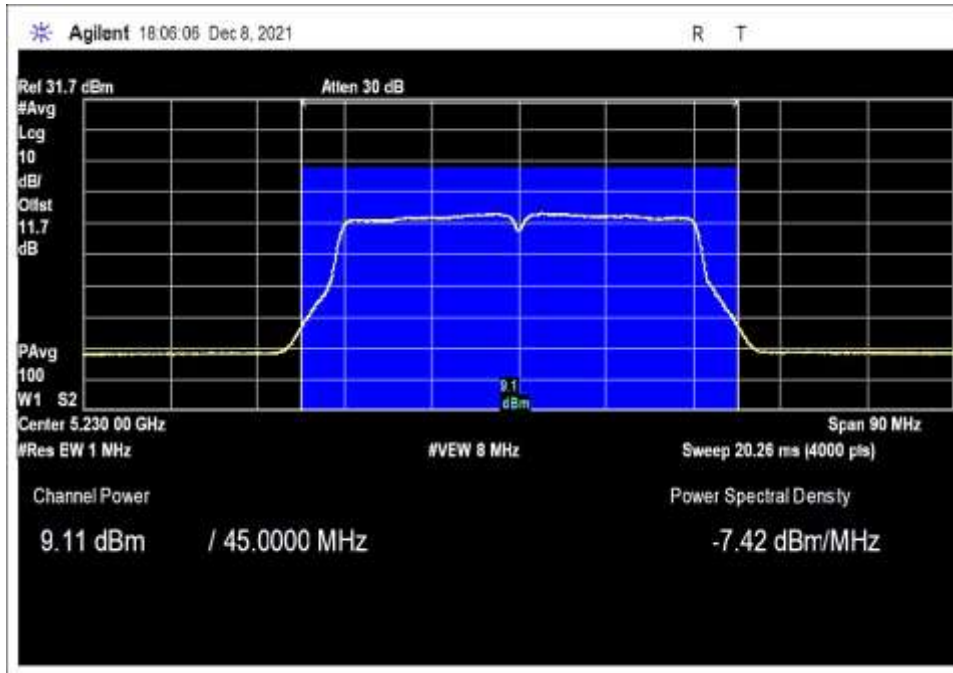 Agilent 18:06:06 Dec 8, 2021 R T
Ref 31.7 dBm Atten 30 dB
#Avg
Log
10
dB/
Offst
11.7
dB
PAvg
100
W1 S2
9.1
dBm
Center 5.230 00 GHz Span 90 MHz
#Res BW 1 MHz #VBW 8 MHz Sweep 20.26 ms (4000 pts)
Channel Power Power Spectral Density
9.11 dBm / 45.0000 MHz -7.42 dBm/MHz